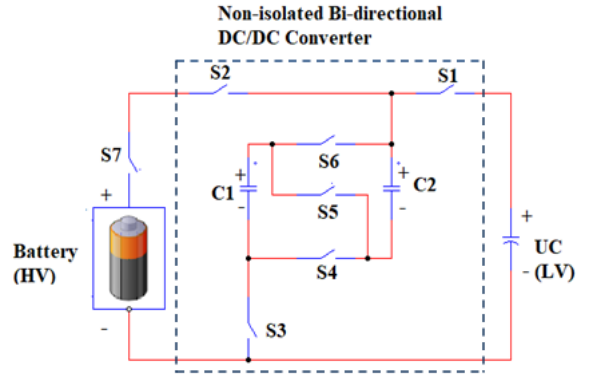 Non-isolated Bi-directional
DC/DC Converter
S2
S1
S7
S6
+
+
C1
C2
-
-
S5
+
+
Battery
(HV)
UC
- (LV)
S4
S3
-